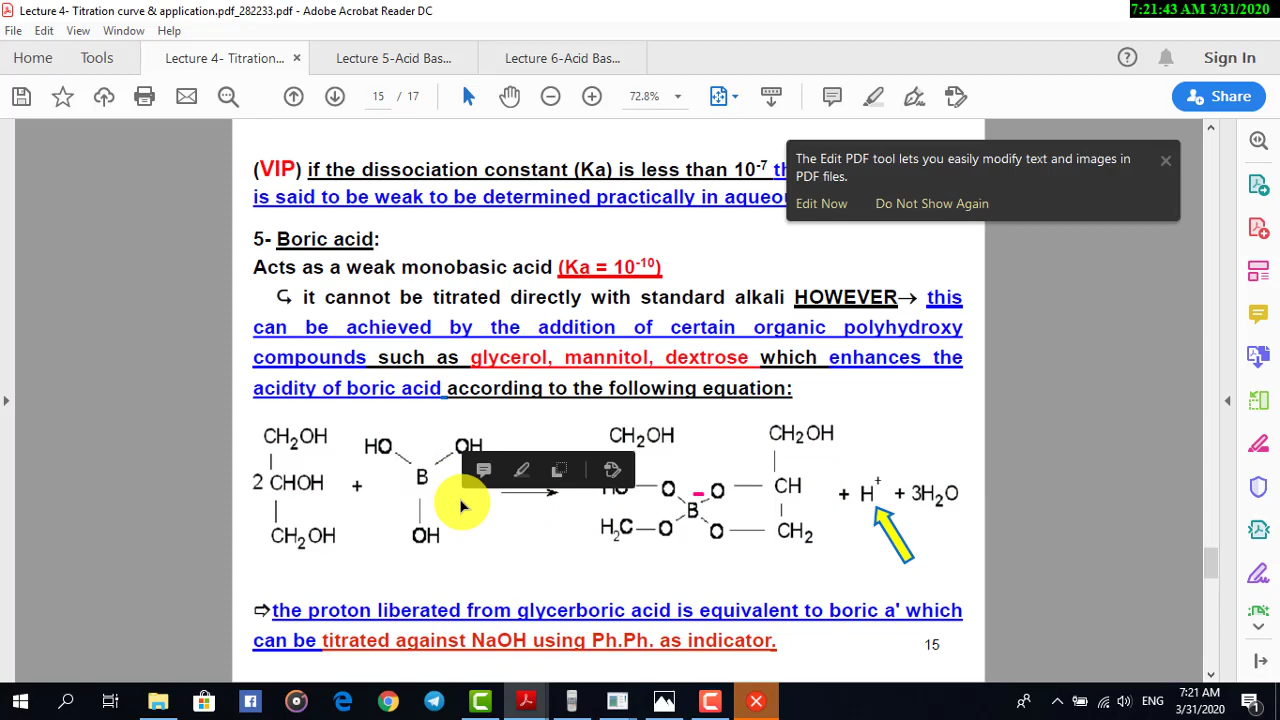 Lecture 4- Titration curve & application.pdf_282233.pdf - Adobe Acrobat Reader DC
7:21:43 AM 3/31/2020
File Edit View Window Help
Home Tools Lecture 4- Titration... × Lecture 5-Acid Bas... Lecture 6-Acid Bas... Sign In
15 / 17 72.8% Share
(VIP) if the dissociation constant (Ka) is less than 10⁻⁷
is said to be weak to be determined practically in
The Edit PDF tool lets you easily modify text and images in
PDF files.
Edit Now Do Not Show Again
5- Boric acid:
Acts as a weak monobasic acid (Ka = 10⁻¹⁰)
⤷ it cannot be titrated directly with standard alkali HOWEVER→ this
can be achieved by the addition of certain organic polyhydroxy
compounds such as glycerol, mannitol, dextrose which enhances the
acidity of boric acid according to the following equation:
CH₂OH HO OH CH₂OH CH₂OH
2 CHOH + B O - O CH + H⁺ + 3H₂O
B
CH₂OH OH H₂C O O CH₂
⇨the proton liberated from glycerboric acid is equivalent to boric a' which
can be titrated against NaOH using Ph.Ph. as indicator.
15
ENG 7:21 AM
3/31/2020